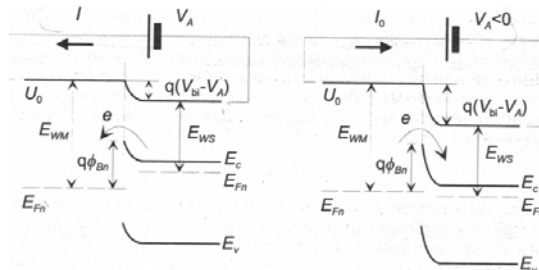 I
V_A
U_0
q(V_bi-V_A)
E_WM
E_WS
e
qϕ_Bn
E_c
E_Fn
E_Fn
E_v
I_0
V_A<0
U_0
q(V_bi-V_A)
E_WM
E_WS
e
qϕ_Bn
E_c
E_Fn
E_F
E_v